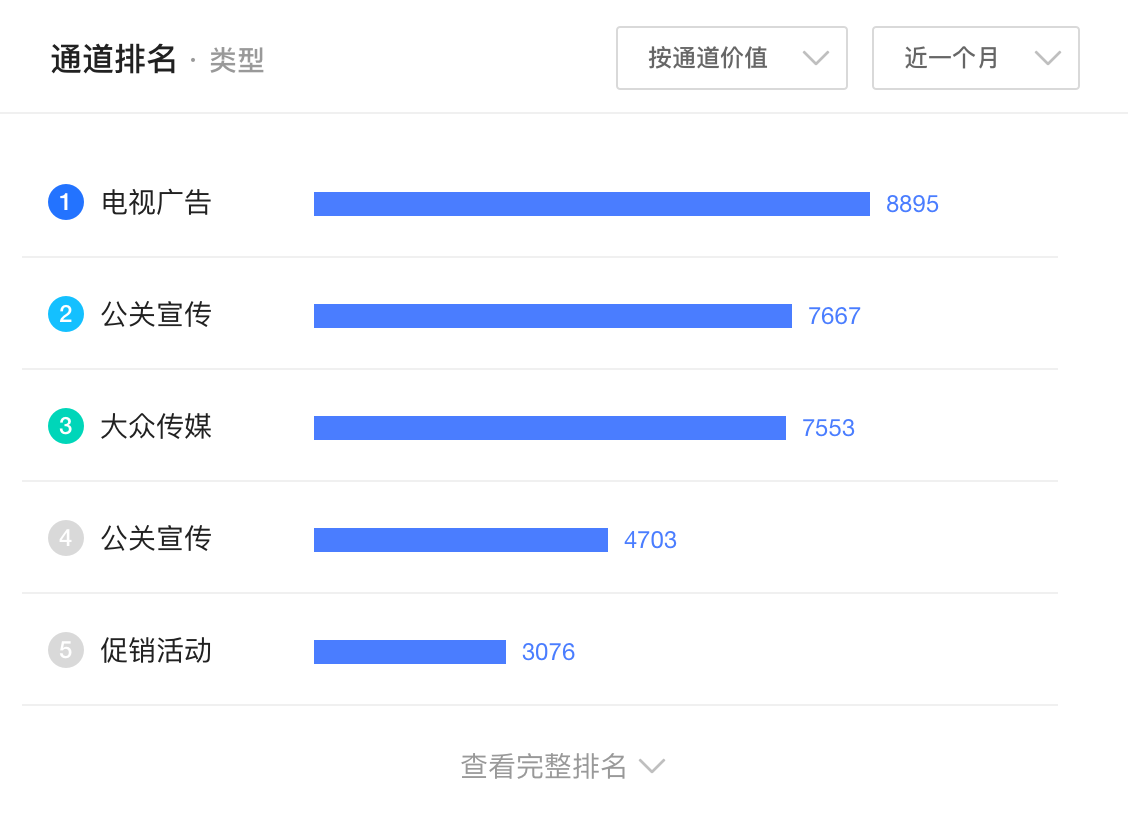 通道排名 · 类型 按通道价值 近一个月
1 电视广告 8895
2 公关宣传 7667
3 大众传媒 7553
4 公关宣传 4703
5 促销活动 3076
查看完整排名